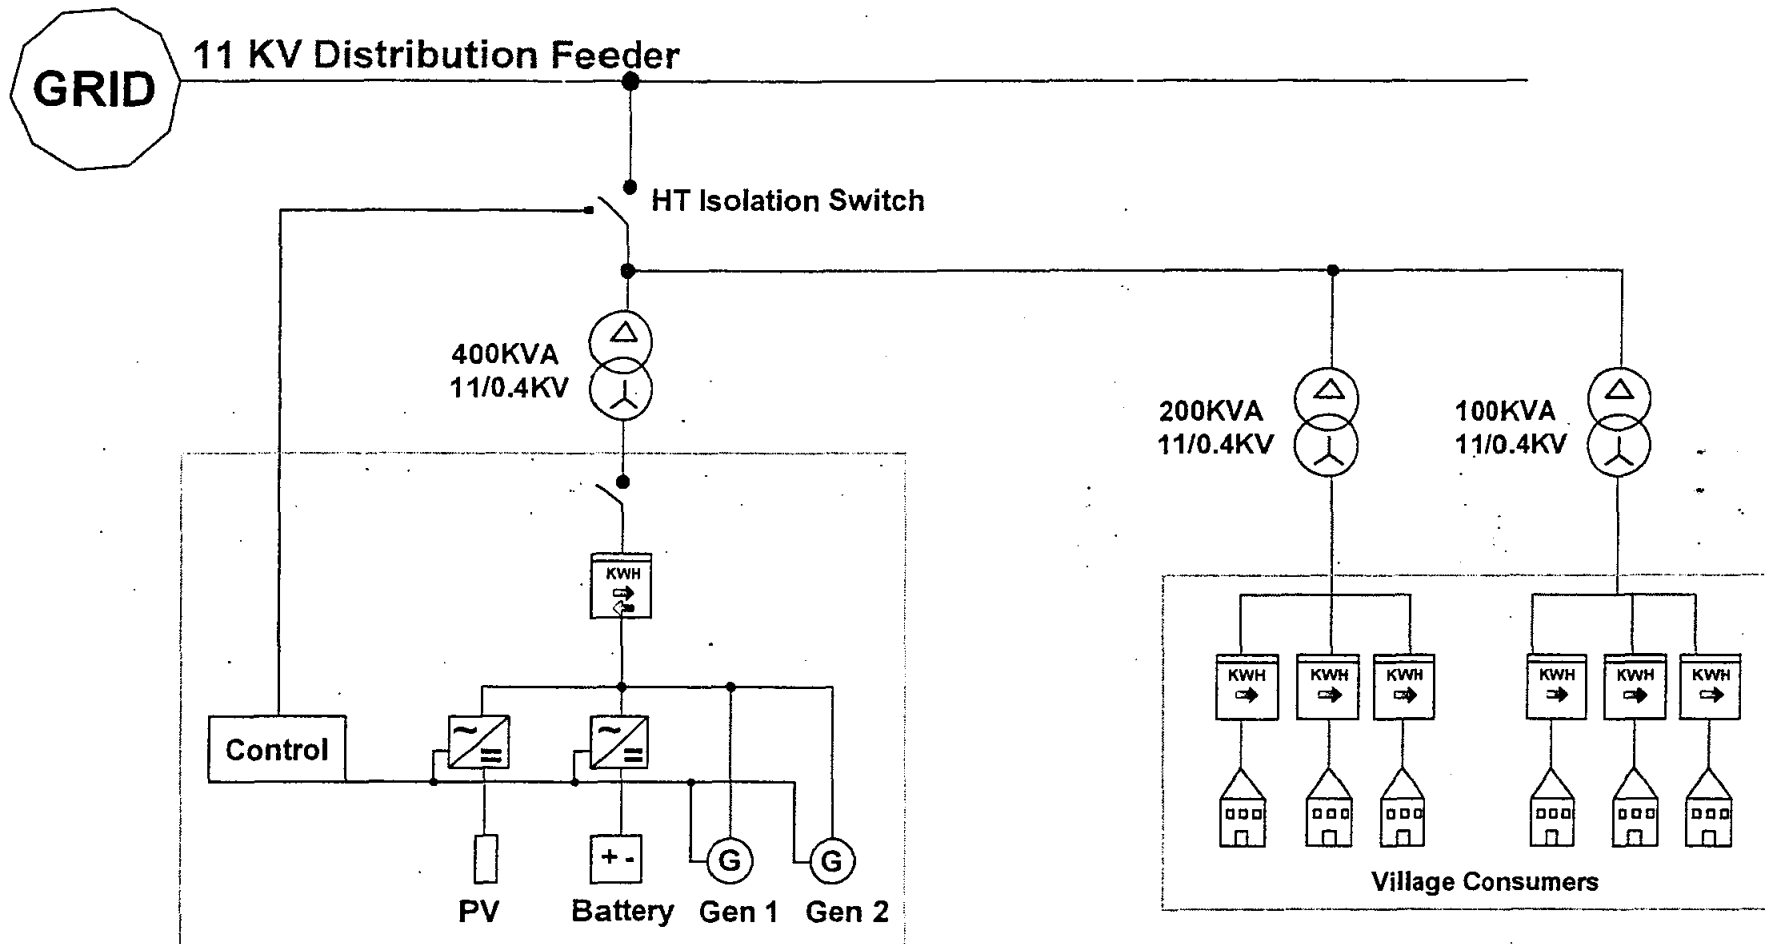 GRID
11 KV Distribution Feeder
HT Isolation Switch
400KVA
11/0.4KV
200KVA
11/0.4KV
100KVA
11/0.4KV
KWH
KWH
KWH
KWH
KWH
KWH
KWH
Control
+ -
G
G
PV
Battery
Gen 1
Gen 2
Village Consumers